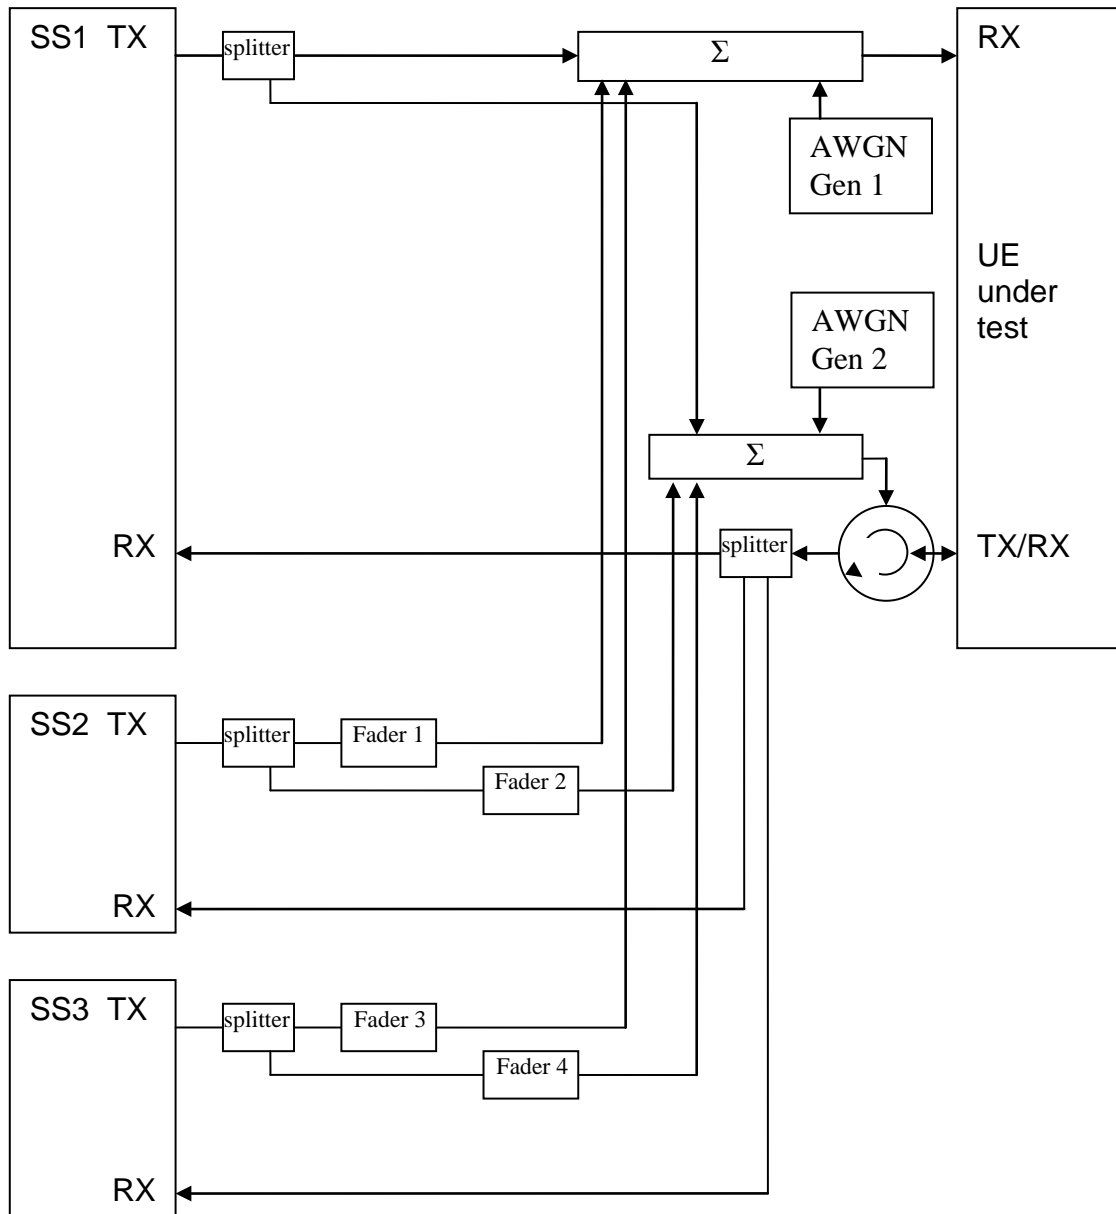 SS1 TX
splitter
Σ
RX
AWGN
Gen 1
UE
under
test
AWGN
Gen 2
Σ
RX
splitter
TX/RX
SS2 TX
splitter
Fader 1
Fader 2
RX
SS3 TX
splitter
Fader 3
Fader 4
RX